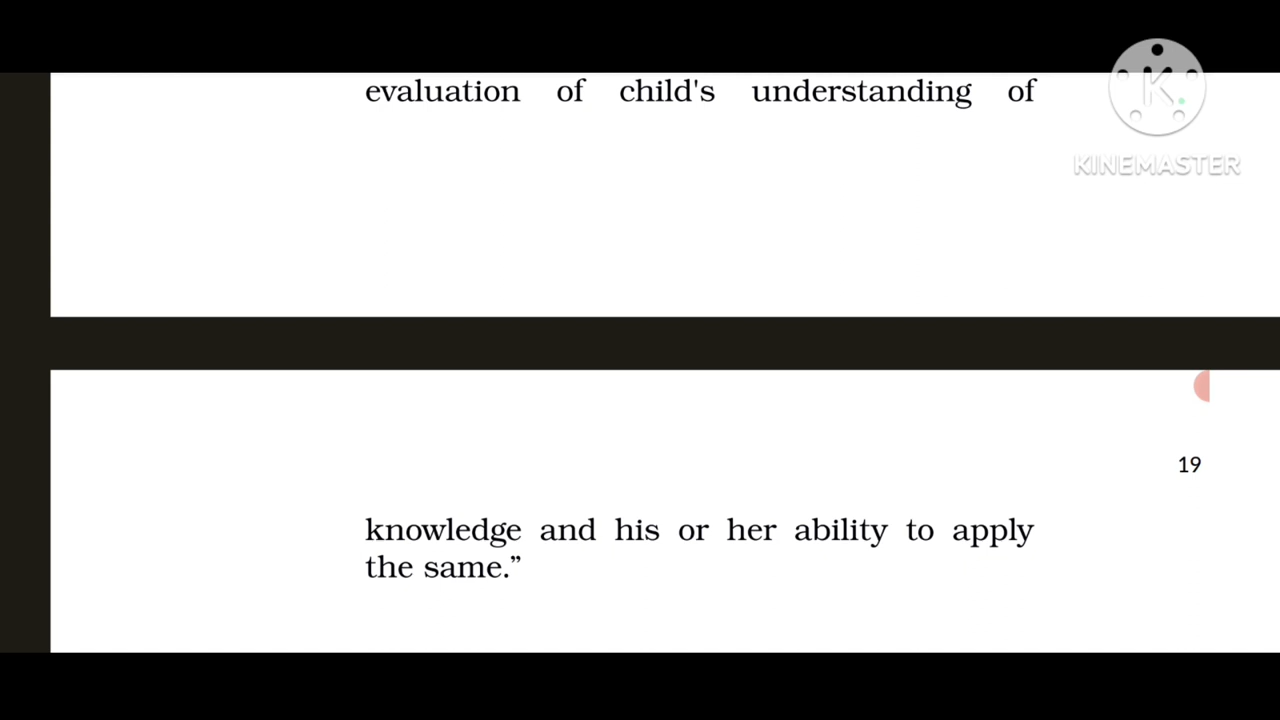 evaluation of child's understanding of
KINEMASTER
19
knowledge and his or her ability to apply
the same.”